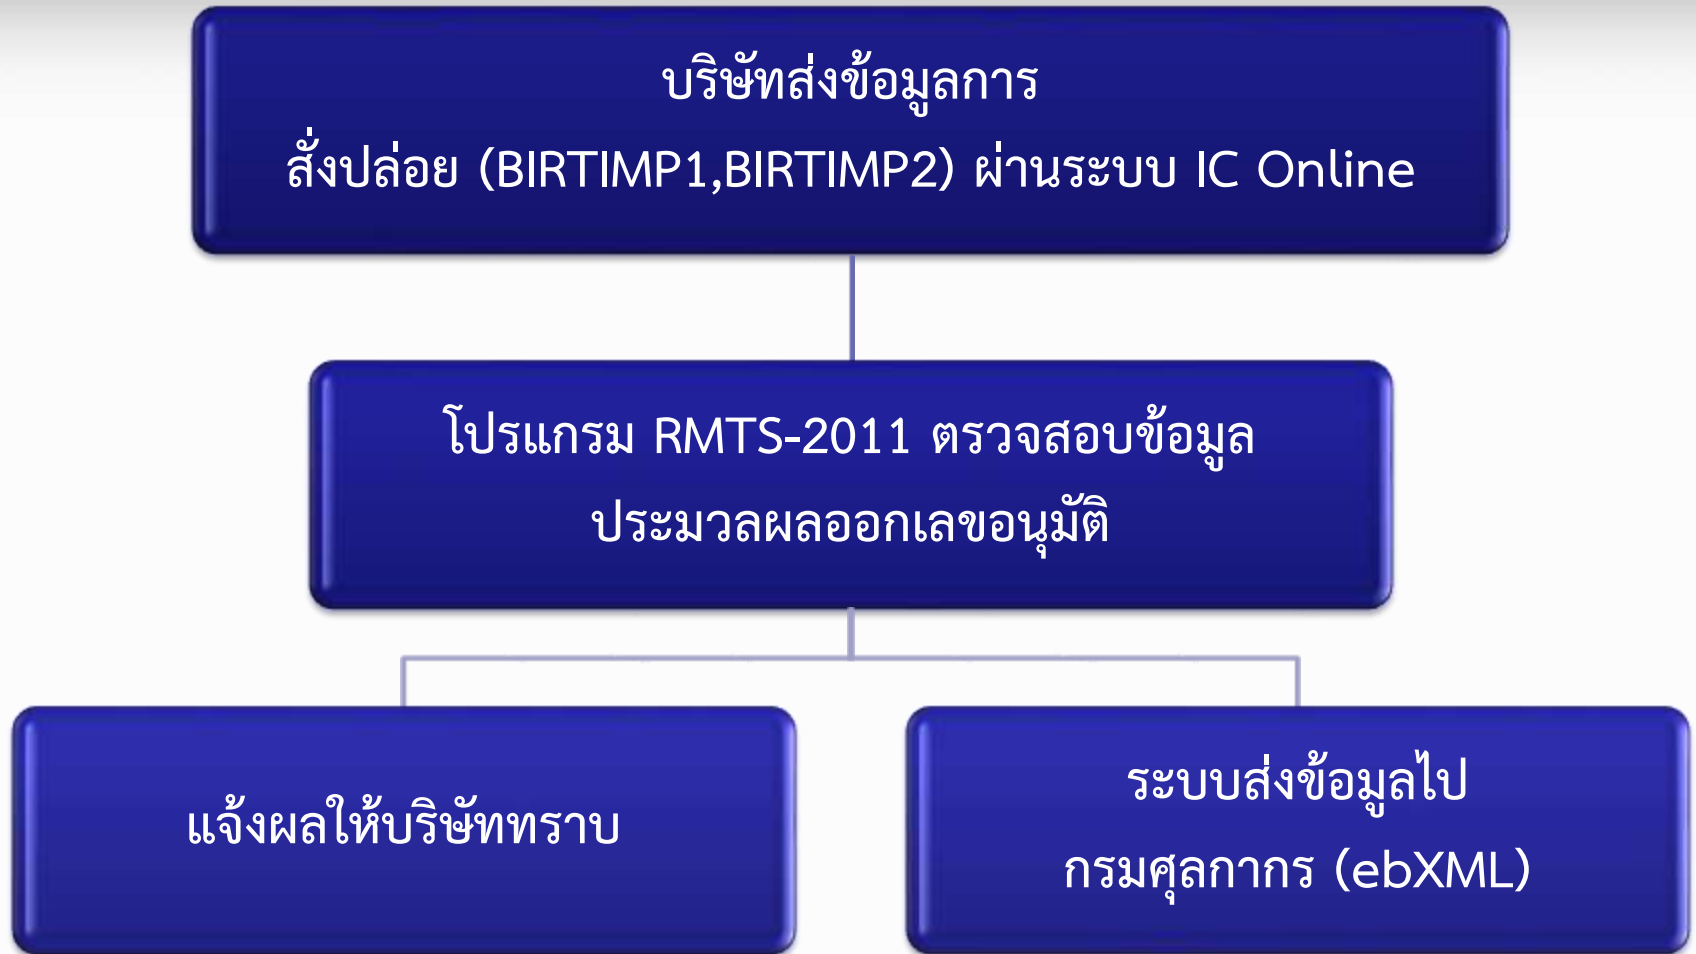 บริษัทส่งข้อมูลการ
สั่งปล่อย (BIRTIMP1,BIRTIMP2) ผ่านระบบ IC Online
โปรแกรม RMTS-2011 ตรวจสอบข้อมูล
ประมวลผลออกเลขอนุมัติ
แจ้งผลให้บริษัททราบ
ระบบส่งข้อมูลไป
กรมศุลกากร (ebXML)